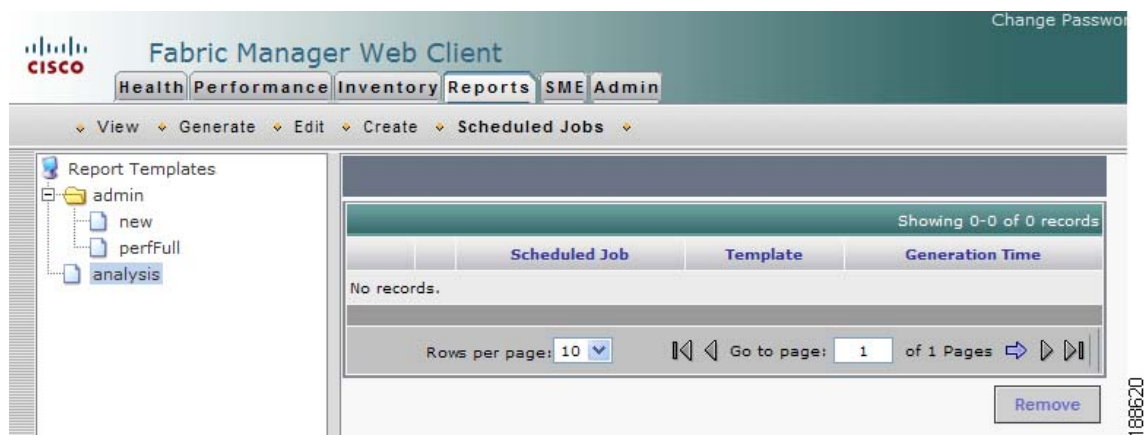 Change Passwor
CISCO
Fabric Manager Web Client
Health Performance Inventory Reports SME Admin
View Generate Edit Create Scheduled Jobs
Report Templates
admin
new
perfFull
analysis
Showing 0-0 of 0 records
Scheduled Job Template Generation Time
No records.
Rows per page: 10 Go to page: 1 of 1 Pages
Remove
188620